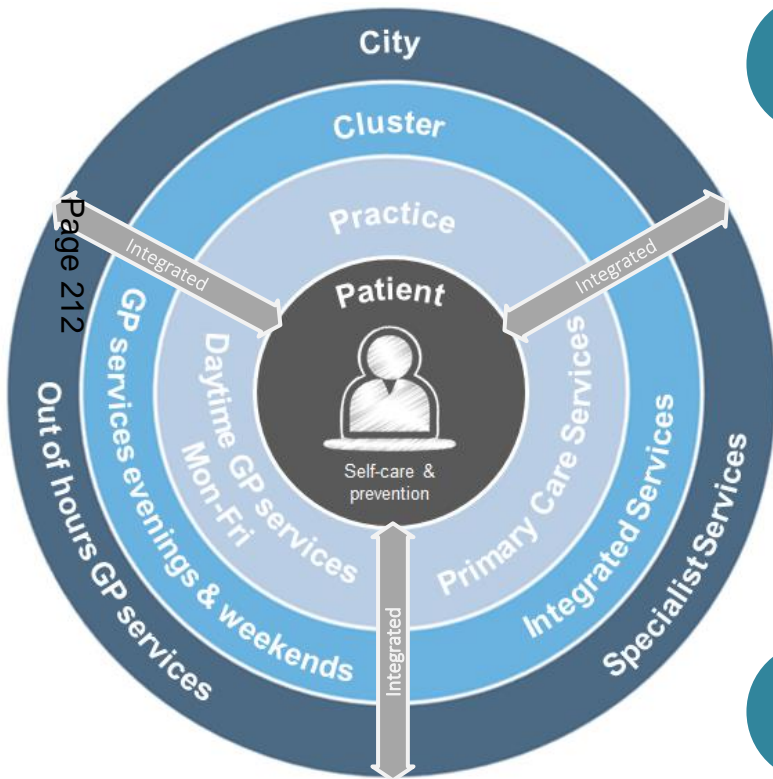 City
Cluster
Practice
Patient
Self-care &
prevention
Integrated
Integrated
Integrated
Page 212
Daytime GP services
Mon-Fri
Primary Care Services
GP services evenings & weekends
Integrated Services
Out of hours GP services
Specialist Services